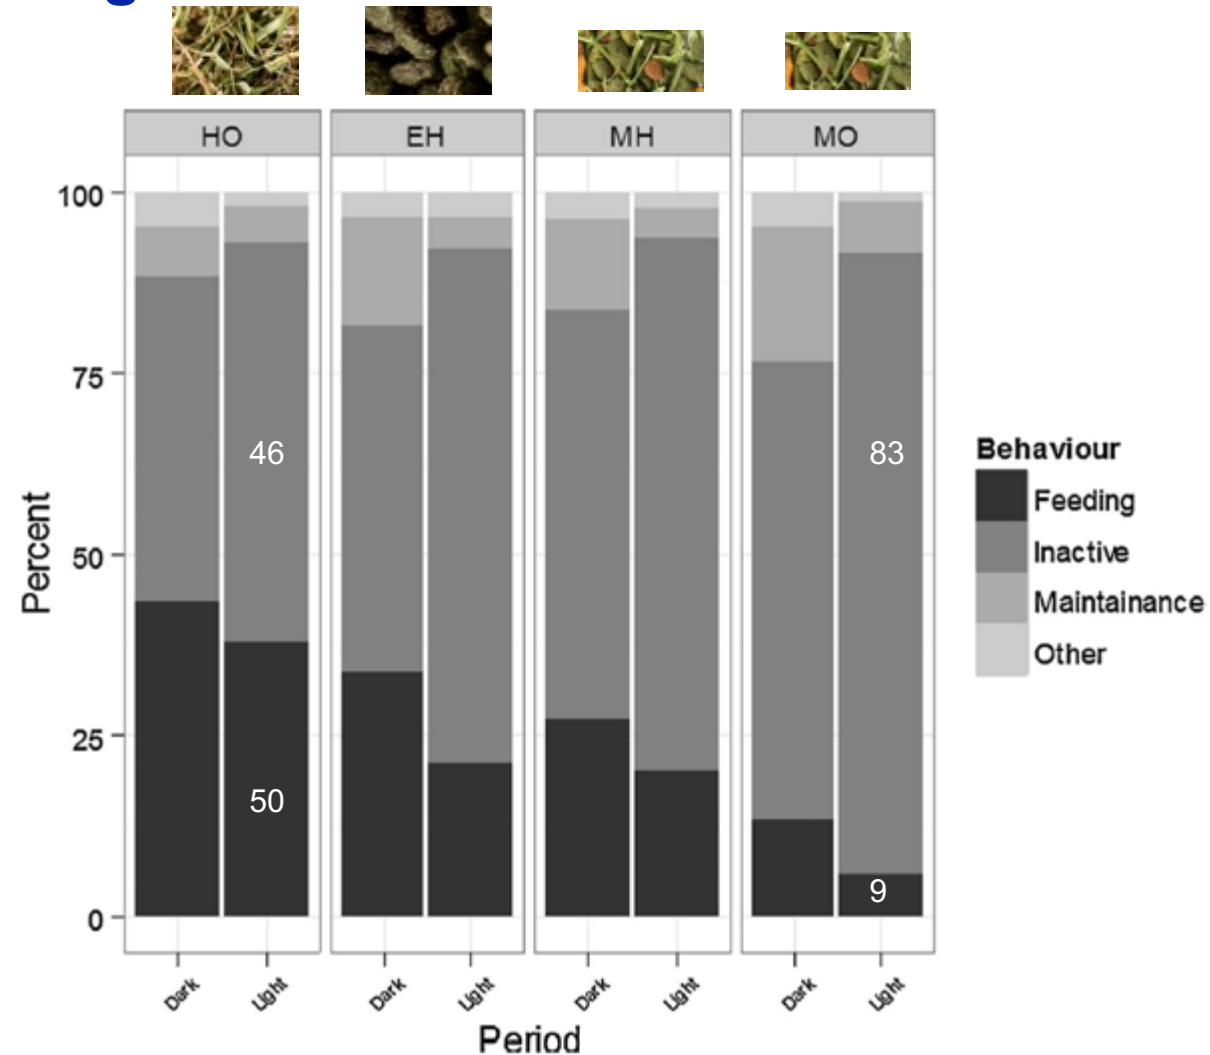 HO EH MH MO
100
75
50
25
0
Percent
46
50
83
9
Behaviour
Feeding
Inactive
Maintainance
Other
Dark Light Dark Light Dark Light Dark Light
Period